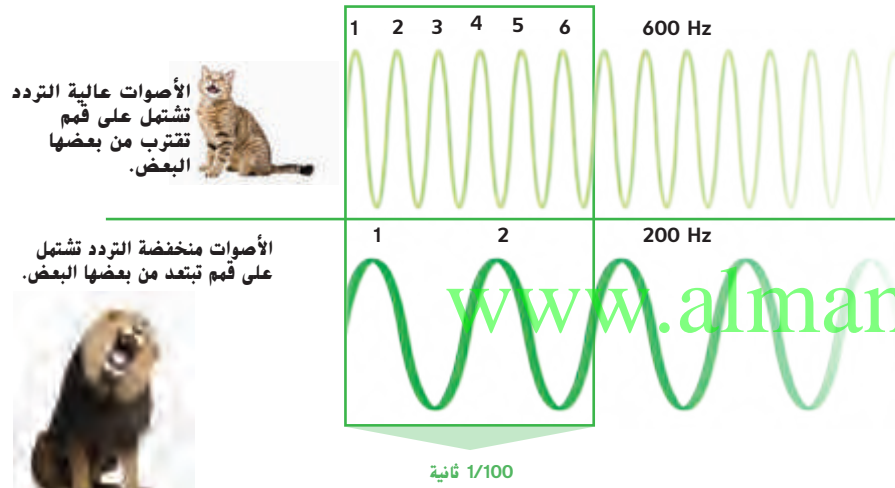 1 2 3 4 5 6 600 Hz
الأصوات عالية التردد
تشتمل على قمم
تقترب من بعضها
البعض.
1 2 200 Hz
الأصوات منخفضة التردد تشتمل
على قمم تبتعد من بعضها البعض.
www.alman
1/100 ثانية